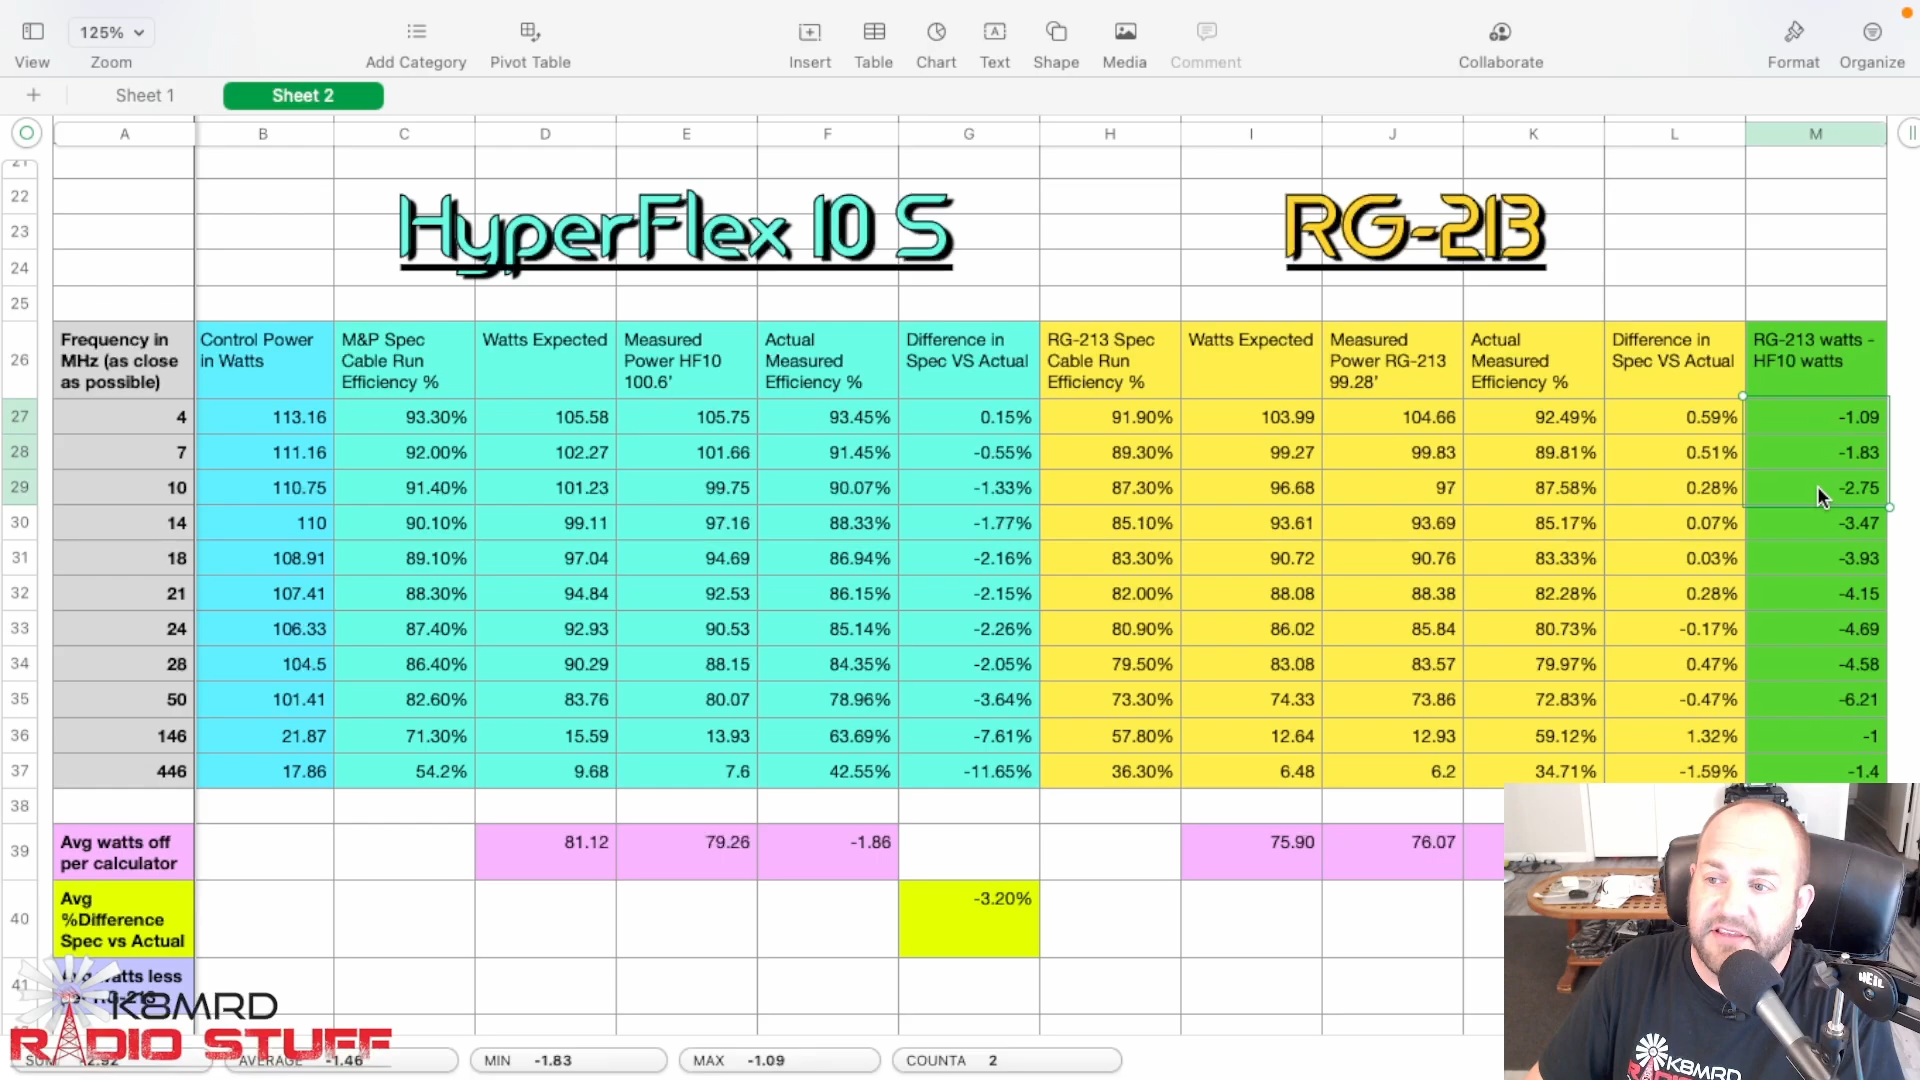 125%
View Zoom Add Category Pivot Table Insert Table Chart Text Shape Media Comment Collaborate Format Organize
Sheet 1 Sheet 2
A B C D E F G H I J K L M
21
22
23
24
25
HyperFlex 10 S RG-213
26
Frequency in
MHz (as close
as possible)
Control Power
in Watts
M&P Spec
Cable Run
Efficiency %
Watts Expected
Measured
Power HF10
100.6'
Actual
Measured
Efficiency %
Difference in
Spec VS Actual
RG-213 Spec
Cable Run
Efficiency %
Watts Expected
Measured
Power RG-213
99.28'
Actual
Measured
Efficiency %
Difference in
Spec VS Actual
RG-213 watts -
HF10 watts
27 4 113.16 93.30% 105.58 105.75 93.45% 0.15% 91.90% 103.99 104.66 92.49% 0.59% -1.09
28 7 111.16 92.00% 102.27 101.66 91.45% -0.55% 89.30% 99.27 99.83 89.81% 0.51% -1.83
29 10 110.75 91.40% 101.23 99.75 90.07% -1.33% 87.30% 96.68 97 87.58% 0.28% -2.75
30 14 110 90.10% 99.11 97.16 88.33% -1.77% 85.10% 93.61 93.69 85.17% 0.07% -3.47
31 18 108.91 89.10% 97.04 94.69 86.94% -2.16% 83.30% 90.72 90.76 83.33% 0.03% -3.93
32 21 107.41 88.30% 94.84 92.53 86.15% -2.15% 82.00% 88.08 88.38 82.28% 0.28% -4.15
33 24 106.33 87.40% 92.93 90.53 85.14% -2.26% 80.90% 86.02 85.84 80.73% -0.17% -4.69
34 28 104.5 86.40% 90.29 88.15 84.35% -2.05% 79.50% 83.08 83.57 79.97% 0.47% -4.58
35 50 101.41 82.60% 83.76 80.07 78.96% -3.64% 73.30% 74.33 73.86 72.83% -0.47% -6.21
36 146 21.87 71.30% 15.59 13.93 63.69% -7.61% 57.80% 12.64 12.93 59.12% 1.32% -1
37 446 17.86 54.2% 9.68 7.6 42.55% -11.65% 36.30% 6.48 6.2 34.71% -1.59% -1.4
38
39
Avg watts off
per calculator
81.12 79.26 -1.86 75.90 76.07
40
Avg
%Difference
Spec vs Actual
-3.20%
41
watts less
K8MRD
RADIO STUFF
SUM AVERAGE -1.46 MIN -1.83 MAX -1.09 COUNTA 2
HEIL
K8MRD
RADIO